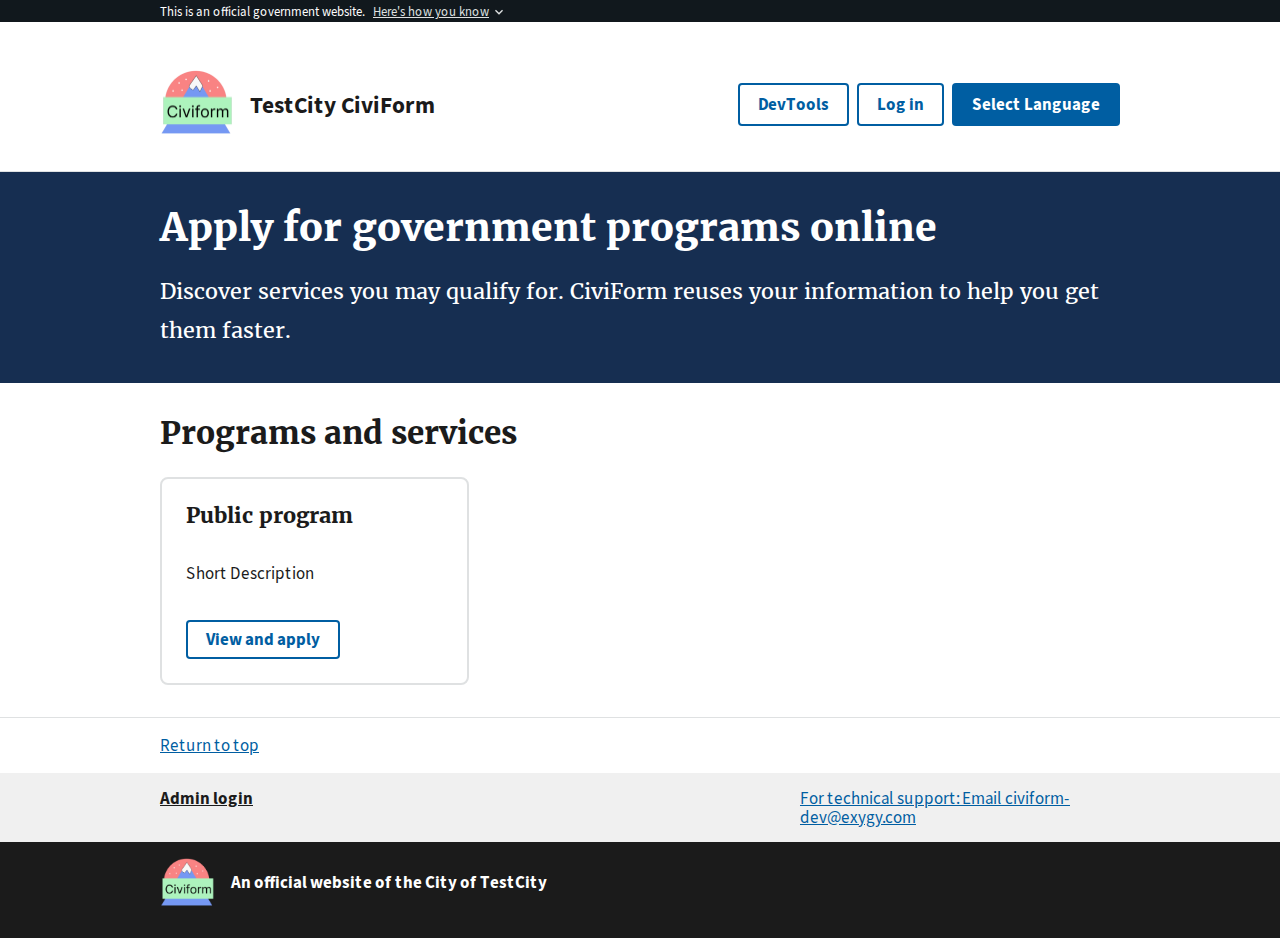 This is an official government website. Here's how you know
Civiform
TestCity CiviForm
DevTools
Log in
Select Language
Apply for government programs online
Discover services you may qualify for. CiviForm reuses your information to help you get
them faster.
Programs and services
Public program
Short Description
View and apply
Return to top
Admin login
For technical support: Email civiform-
dev@exygy.com
Civiform
An official website of the City of TestCity